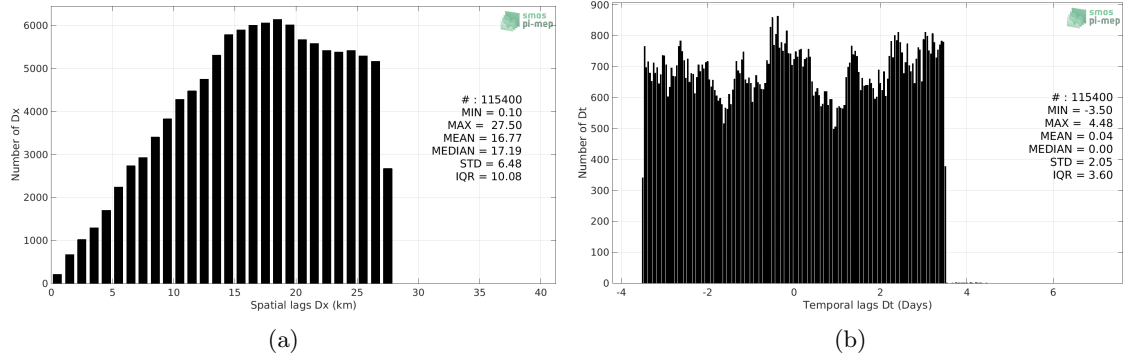 6000
5000
4000
3000
2000
1000
0
Number of Dx
0 5 10 15 20 25 30 35 40
Spatial lags Dx (km)
smos
pi-mep
# : 115400
MIN = 0.10
MAX = 27.50
MEAN = 16.77
MEDIAN = 17.19
STD = 6.48
IQR = 10.08
(a)
900
800
700
600
500
400
300
200
100
0
Number of Dt
-4 -2 0 2 4 6
Temporal lags Dt (Days)
smos
pi-mep
# : 115400
MIN = -3.50
MAX = 4.48
MEAN = 0.04
MEDIAN = 0.00
STD = 2.05
IQR = 3.60
(b)